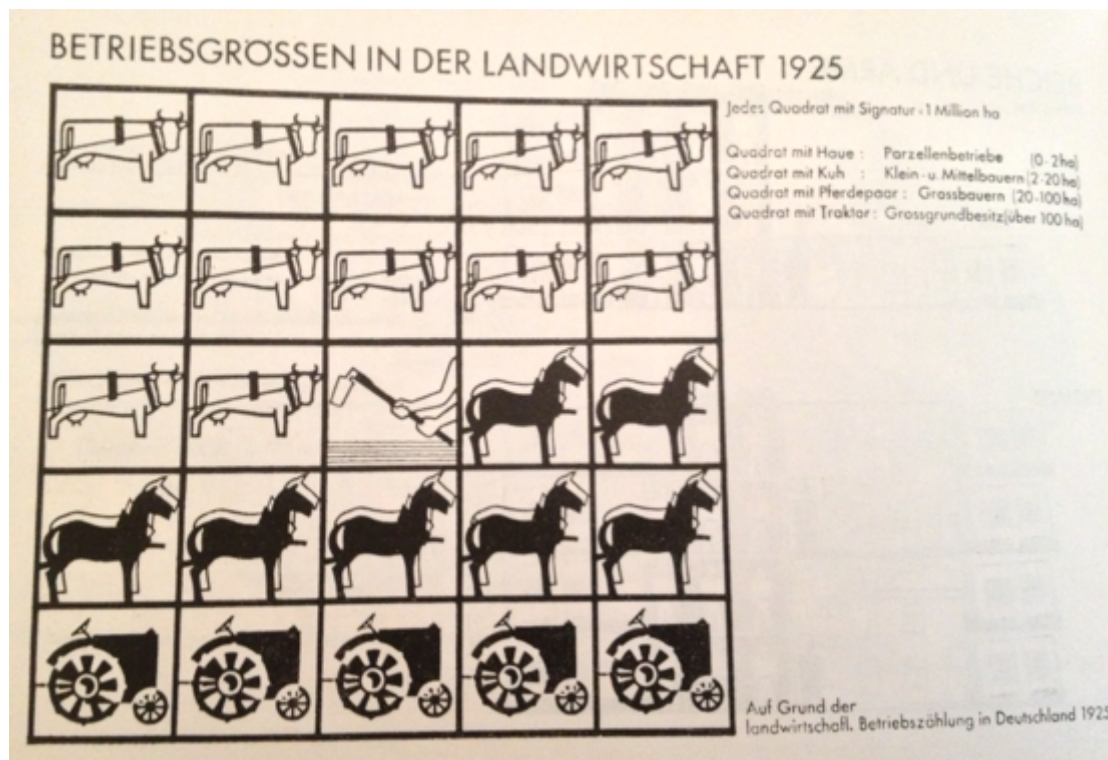 BETRIEBSGRÖSSEN IN DER LANDWIRTSCHAFT 1925
Jedes Quadrat mit Signatur = 1 Million ha
Quadrat mit Haue : Parzellenbetriebe (0-2ha)
Quadrat mit Kuh : Klein-u. Mittelbauern (2-20ha)
Quadrat mit Pferdepaar : Grossbauern (20-100ha)
Quadrat mit Traktor : Grossgrundbesitz (über 100 ha)
Auf Grund der
landwirtschaftl. Betriebszählung in Deutschland 1925